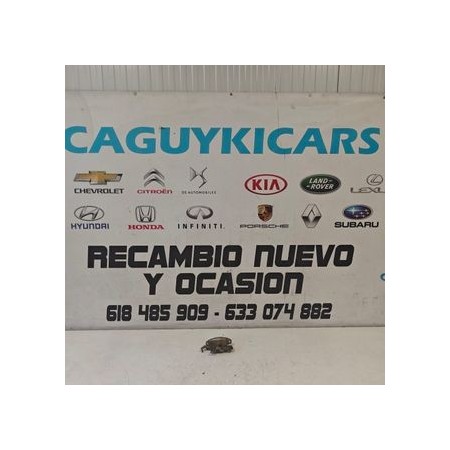 CAGUYKICARS
CHEVROLET CITROËN DS AUTOMOBILES KIA LAND ROVER LEXU
HYUNDAI HONDA INFINITI PORSCHE SUBARU
RECAMBIO NUEVO
Y OCASION
618 485 909 - 633 074 882